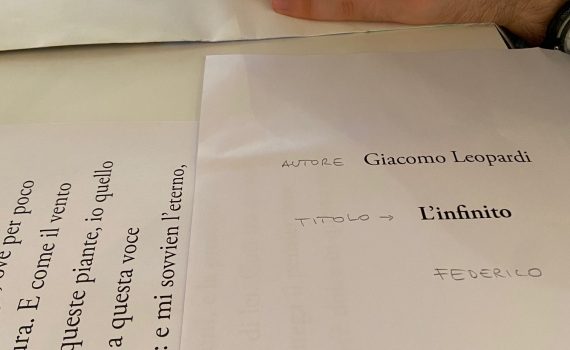 ove per poco
ura. E come il vento
queste piante, io quello
a questa voce
: e mi sovvien l'eterno,
AUTORE Giacomo Leopardi
TITOLO → L'infinito
FEDERICO